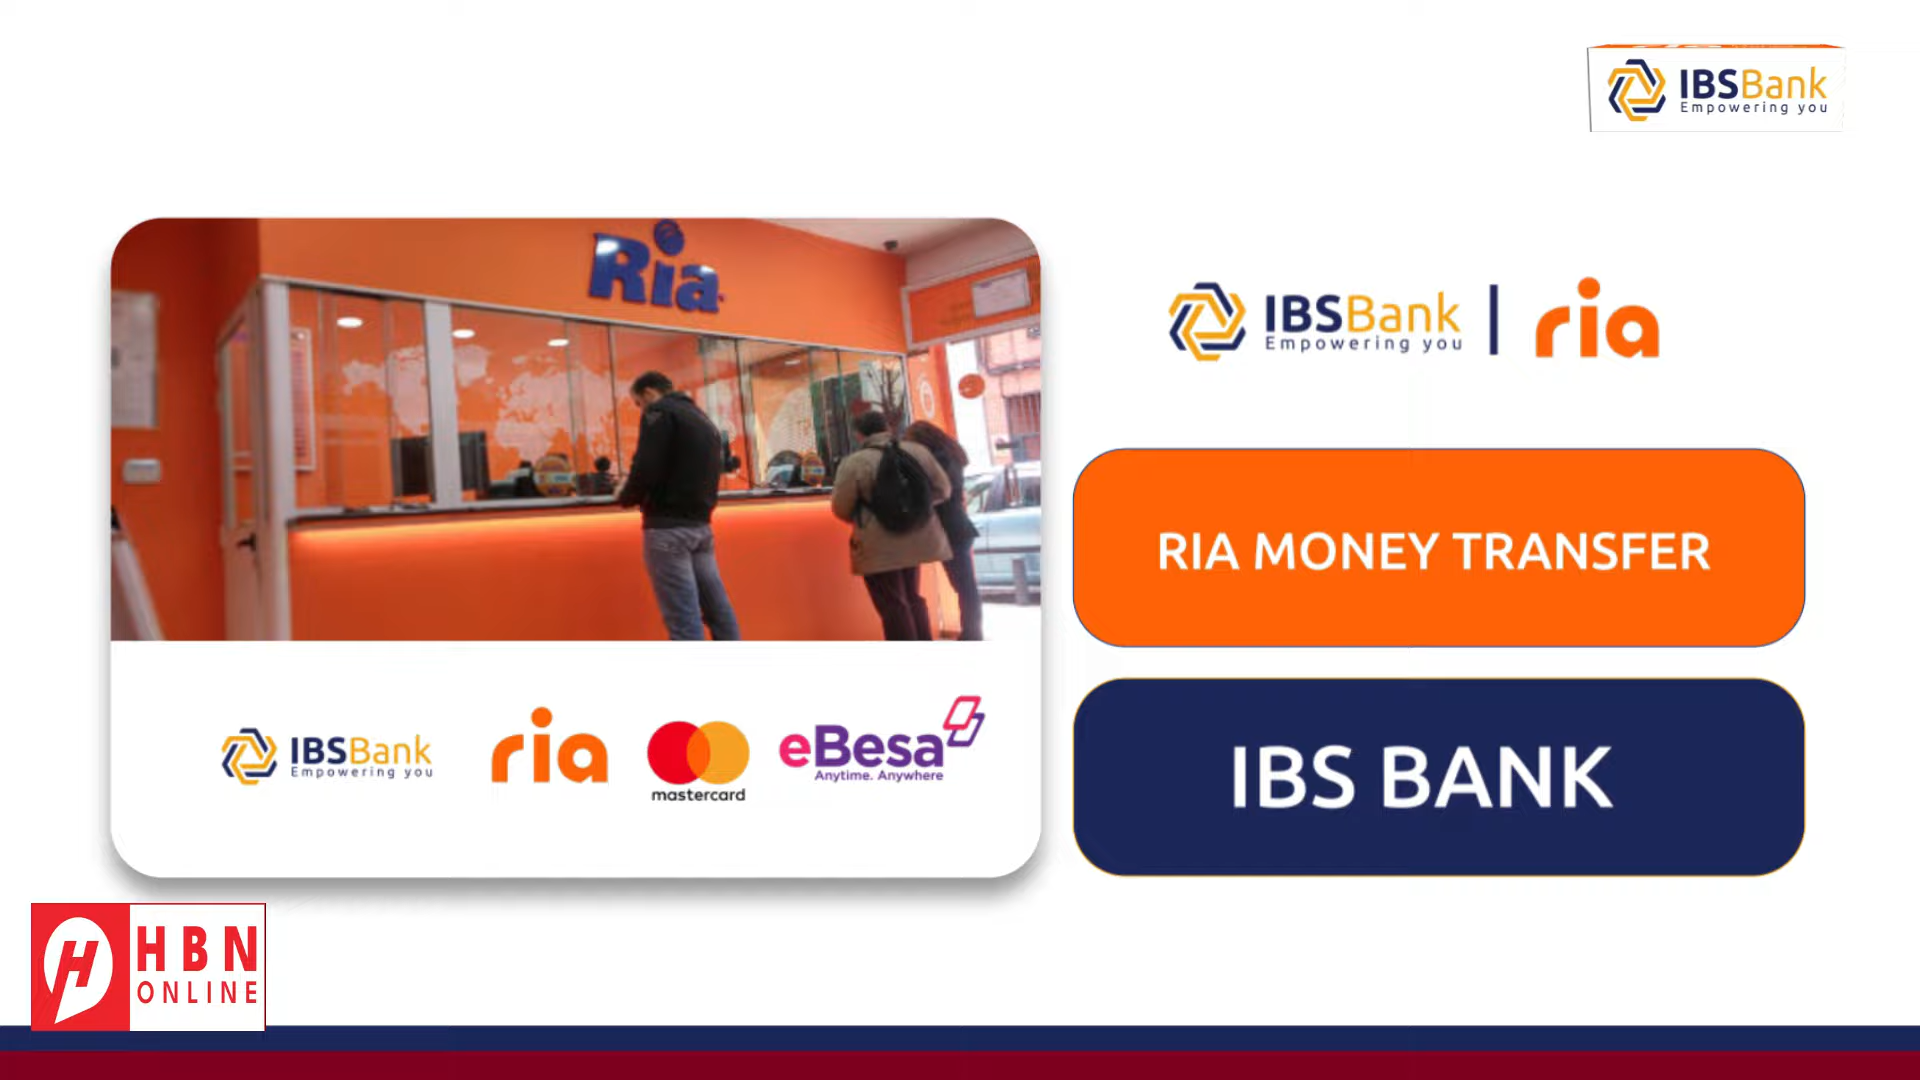 IBSBank
Empowering you
Ria
IBSBank
Empowering you
ria
RIA MONEY TRANSFER
IBS BANK
IBSBank
Empowering you
ria
mastercard
eBesa
Anytime. Anywhere
H HBN
ONLINE